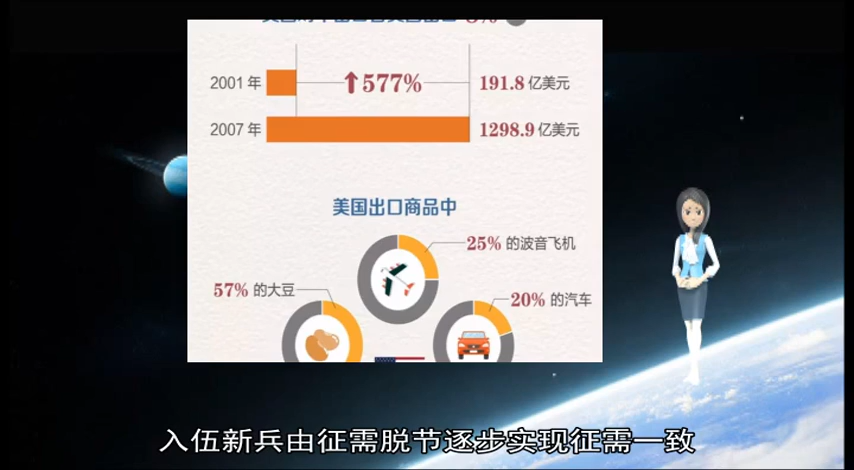 2001 年 ↑577% 191.8 亿美元
2007 年 1298.9 亿美元
美国出口商品中
25% 的波音飞机
57% 的大豆
20% 的汽车
入伍新兵由征需脱节逐步实现征需一致